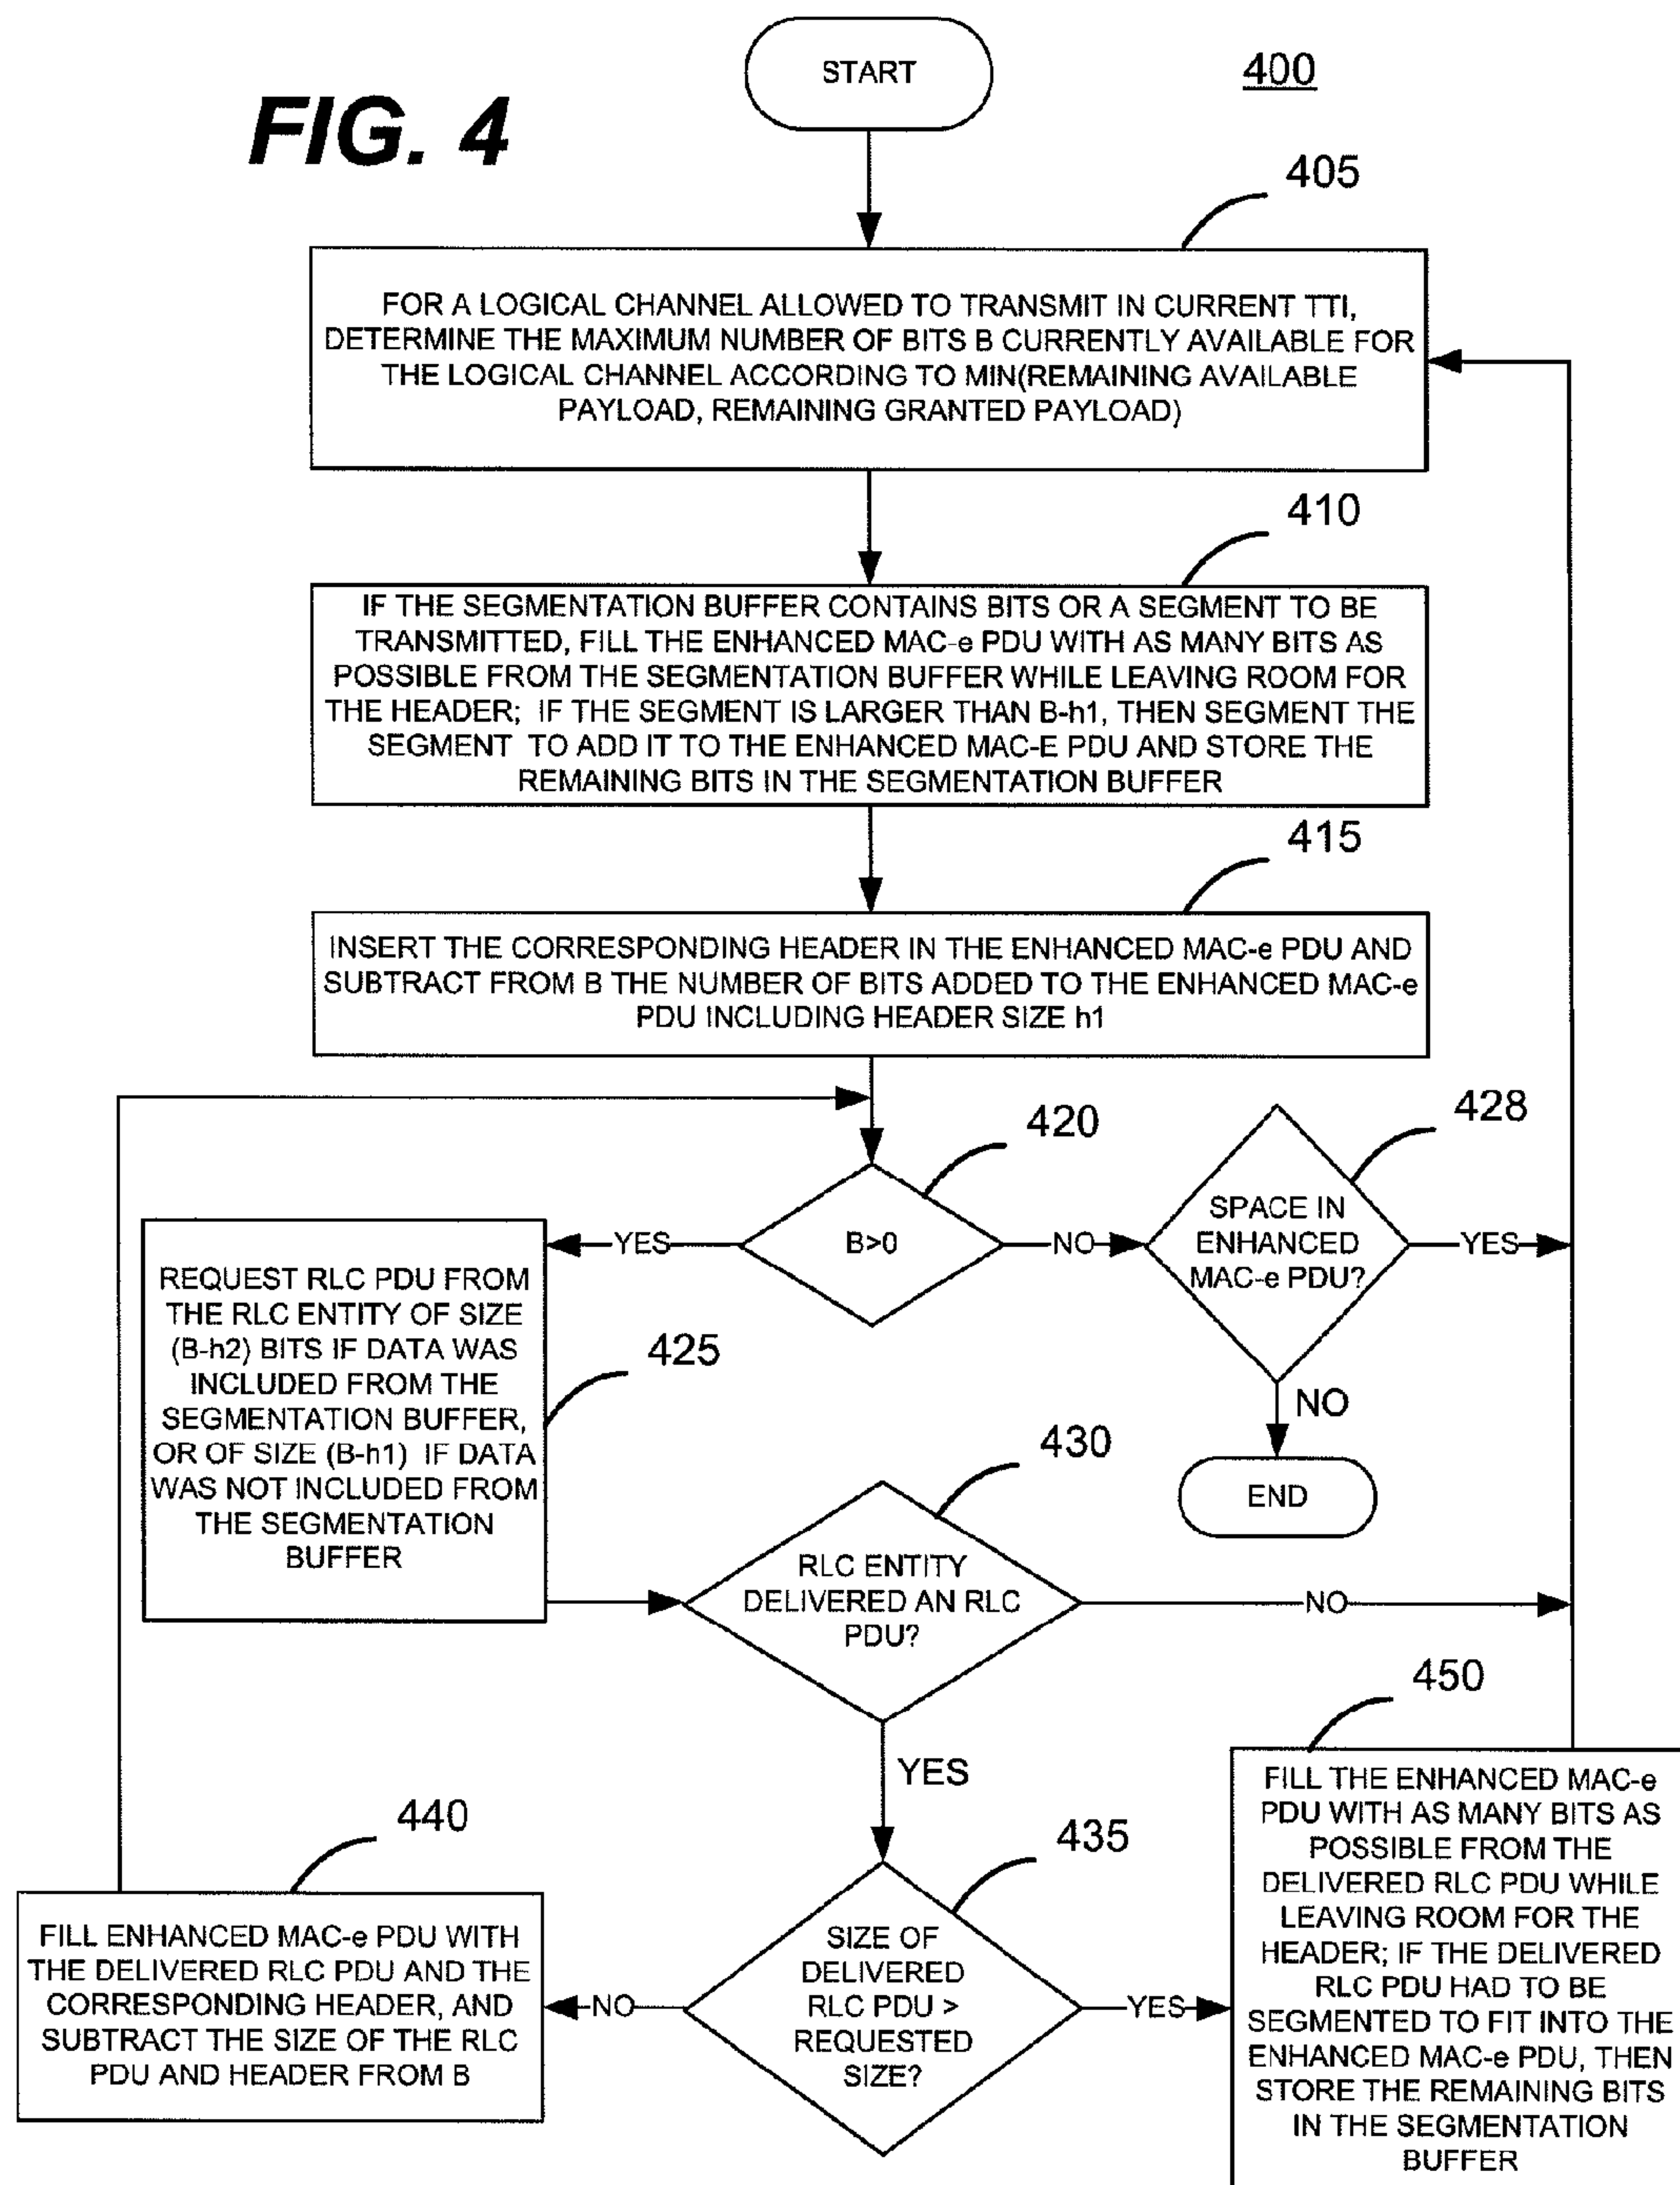 FIG. 4
START
400
405
FOR A LOGICAL CHANNEL ALLOWED TO TRANSMIT IN CURRENT TTI,
DETERMINE THE MAXIMUM NUMBER OF BITS B CURRENTLY AVAILABLE FOR
THE LOGICAL CHANNEL ACCORDING TO MIN(REMAINING AVAILABLE
PAYLOAD, REMAINING GRANTED PAYLOAD)
410
IF THE SEGMENTATION BUFFER CONTAINS BITS OR A SEGMENT TO BE
TRANSMITTED, FILL THE ENHANCED MAC-e PDU WITH AS MANY BITS AS
POSSIBLE FROM THE SEGMENTATION BUFFER WHILE LEAVING ROOM FOR
THE HEADER; IF THE SEGMENT IS LARGER THAN B-h1, THEN SEGMENT THE
SEGMENT TO ADD IT TO THE ENHANCED MAC-E PDU AND STORE THE
REMAINING BITS IN THE SEGMENTATION BUFFER
415
INSERT THE CORRESPONDING HEADER IN THE ENHANCED MAC-e PDU AND
SUBTRACT FROM B THE NUMBER OF BITS ADDED TO THE ENHANCED MAC-e
PDU INCLUDING HEADER SIZE h1
420
B>0
YES
NO
428
SPACE IN
ENHANCED
MAC-e PDU?
YES
NO
END
425
REQUEST RLC PDU FROM
THE RLC ENTITY OF SIZE
(B-h2) BITS IF DATA WAS
INCLUDED FROM THE
SEGMENTATION BUFFER,
OR OF SIZE (B-h1) IF DATA
WAS NOT INCLUDED FROM
THE SEGMENTATION
BUFFER
430
RLC ENTITY
DELIVERED AN RLC
PDU?
NO
YES
435
SIZE OF
DELIVERED
RLC PDU >
REQUESTED
SIZE?
NO
YES
440
FILL ENHANCED MAC-e PDU WITH
THE DELIVERED RLC PDU AND THE
CORRESPONDING HEADER, AND
SUBTRACT THE SIZE OF THE RLC
PDU AND HEADER FROM B
450
FILL THE ENHANCED MAC-e
PDU WITH AS MANY BITS AS
POSSIBLE FROM THE
DELIVERED RLC PDU WHILE
LEAVING ROOM FOR THE
HEADER; IF THE DELIVERED
RLC PDU HAD TO BE
SEGMENTED TO FIT INTO THE
ENHANCED MAC-e PDU, THEN
STORE THE REMAINING BITS
IN THE SEGMENTATION
BUFFER